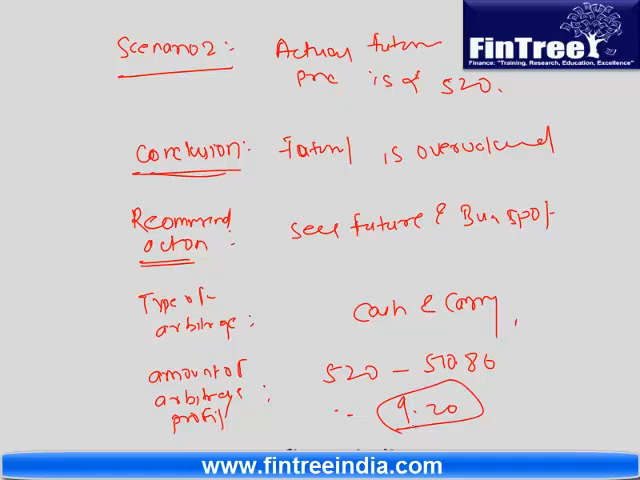 FinTree
Finance: "Training, Research, Education, Excellence"
Scenario 2:- Actual future
price is ₹ 520.
Conclusion: Future is overvalued
Recommend
action : Sell future & Buy spot
Type of
arbitrage : Cash & Carry,
amount of
arbitrage : 520 - 510.80
profit
∴ 9.20
www.fintreeindia.com